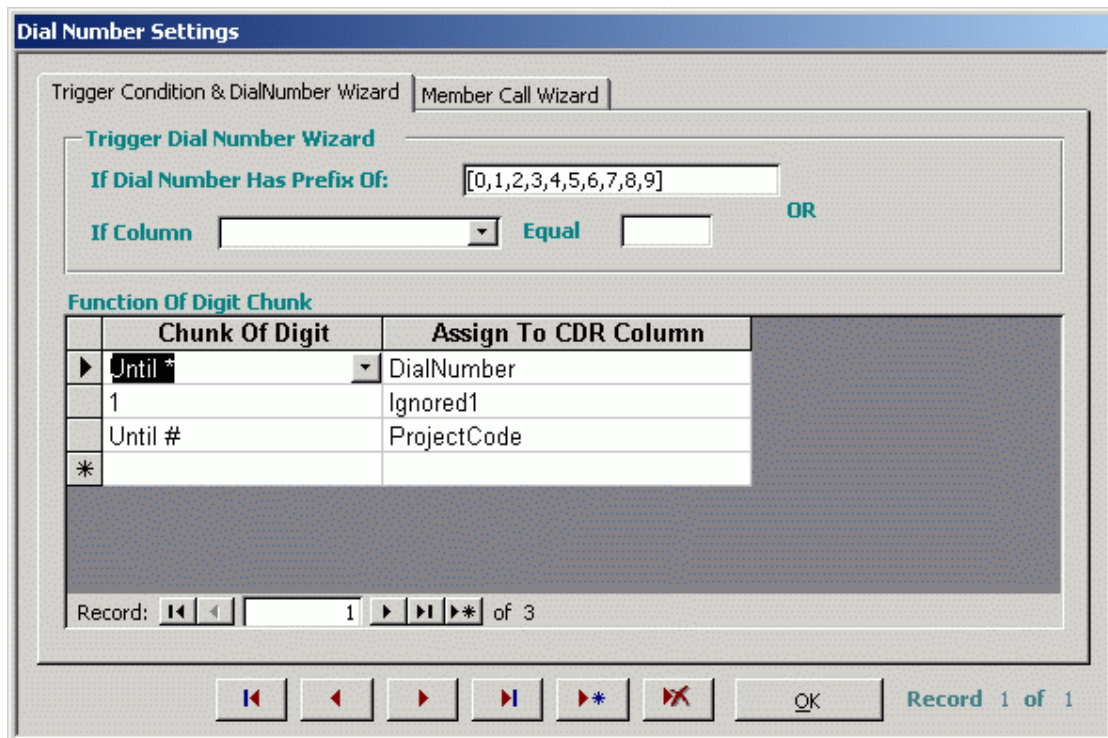 Dial Number Settings
Trigger Condition & DialNumber Wizard Member Call Wizard
Trigger Dial Number Wizard
If Dial Number Has Prefix Of: [0,1,2,3,4,5,6,7,8,9]
OR
If Column Equal
Function Of Digit Chunk
Chunk Of Digit Assign To CDR Column
Until * DialNumber
1 Ignored1
Until # ProjectCode
Record: 1 of 3
OK Record 1 of 1